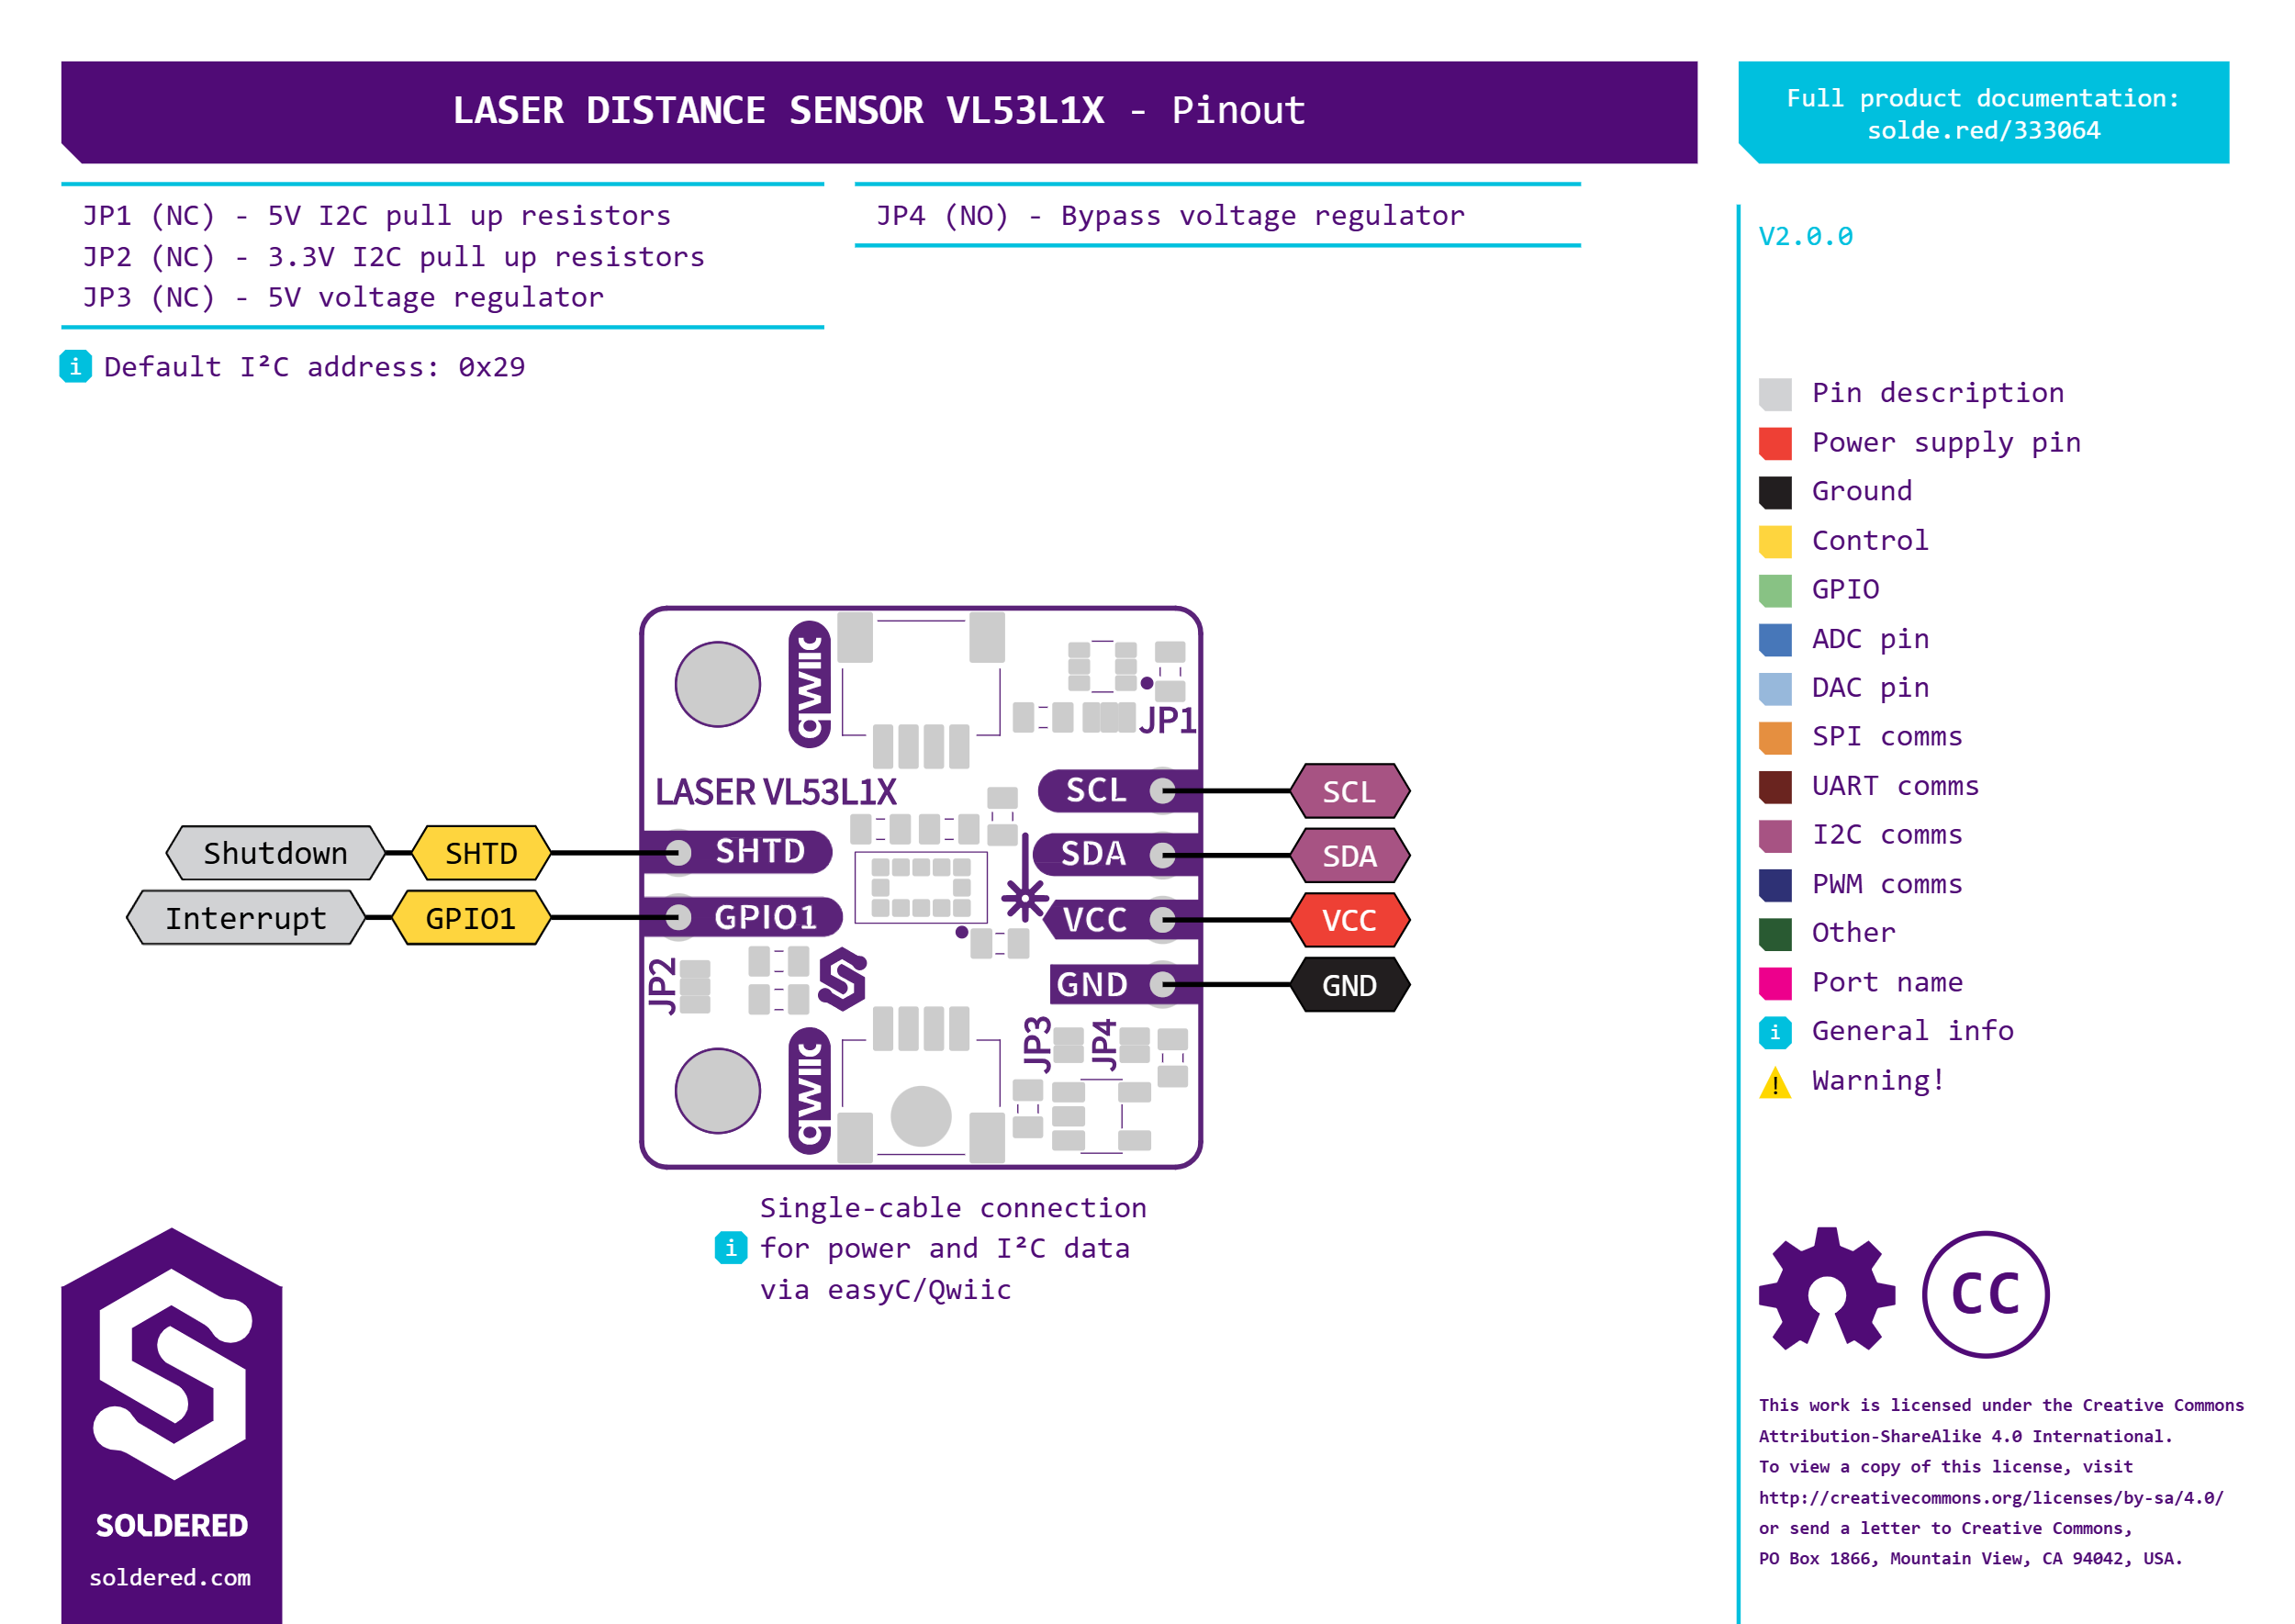 LASER DISTANCE SENSOR VL53L1X - Pinout
Full product documentation:
solde.red/333064
JP1 (NC) - 5V I2C pull up resistors
JP2 (NC) - 3.3V I2C pull up resistors
JP3 (NC) - 5V voltage regulator
JP4 (NO) - Bypass voltage regulator
V2.0.0
i Default I²C address: 0x29
Pin description
Power supply pin
Ground
Control
GPIO
ADC pin
DAC pin
SPI comms
UART comms
I2C comms
PWM comms
Other
Port name
i General info
! Warning!
qwiic
JP1
LASER VL53L1X
SCL
SCL
Shutdown
SHTD
SHTD
SDA
SDA
Interrupt
GPIO1
GPIO1
VCC
VCC
JP2
GND
GND
JP3
JP4
qwiic
Single-cable connection
i for power and I²C data
via easyC/Qwiic
SOLDERED
soldered.com
CC
This work is licensed under the Creative Commons
Attribution-ShareAlike 4.0 International.
To view a copy of this license, visit
http://creativecommons.org/licenses/by-sa/4.0/
or send a letter to Creative Commons,
PO Box 1866, Mountain View, CA 94042, USA.